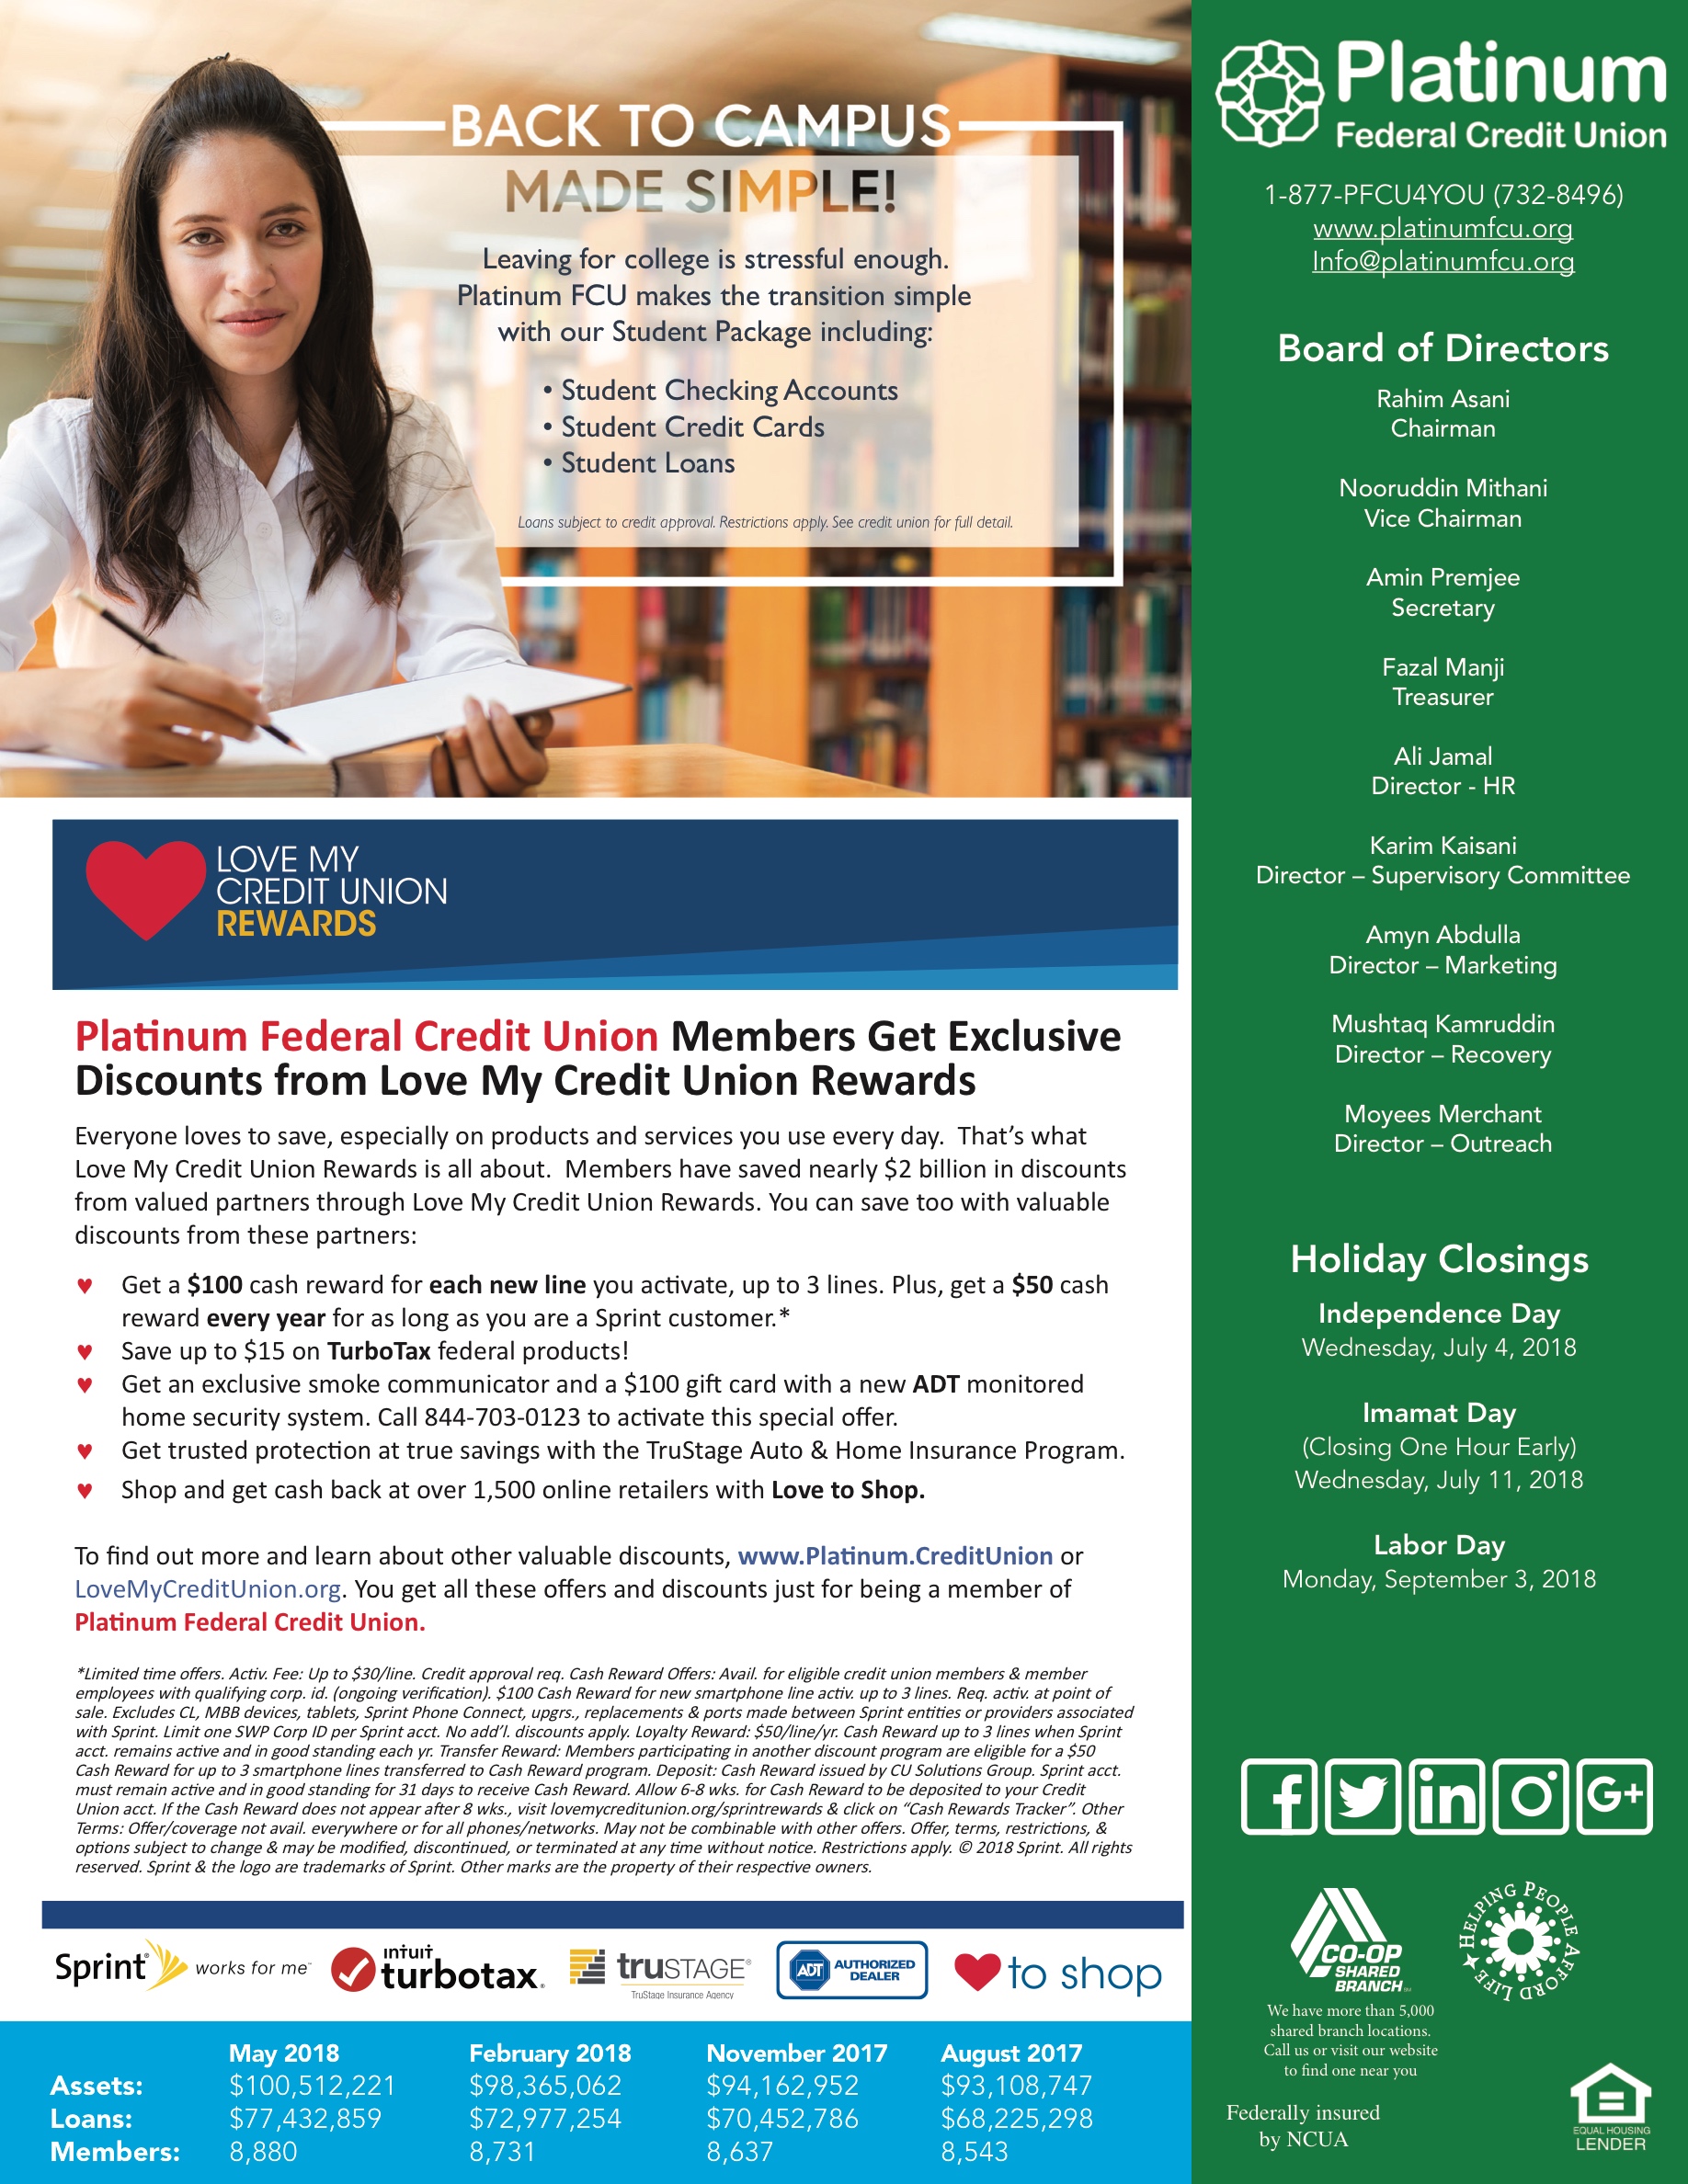 BACK TO CAMPUS
MADE SIMPLE!
Leaving for college is stressful enough.
Platinum FCU makes the transition simple
with our Student Package including:
• Student Checking Accounts
• Student Credit Cards
• Student Loans
Loans subject to credit approval. Restrictions apply. See credit union for full detail.
LOVE MY
CREDIT UNION
REWARDS
Platinum Federal Credit Union Members Get Exclusive
Discounts from Love My Credit Union Rewards
Everyone loves to save, especially on products and services you use every day.  That's what
Love My Credit Union Rewards is all about.  Members have saved nearly $2 billion in discounts
from valued partners through Love My Credit Union Rewards. You can save too with valuable
discounts from these partners:
♥ Get a $100 cash reward for each new line you activate, up to 3 lines. Plus, get a $50 cash
reward every year for as long as you are a Sprint customer.*
♥ Save up to $15 on TurboTax federal products!
♥ Get an exclusive smoke communicator and a $100 gift card with a new ADT monitored
home security system. Call 844-703-0123 to activate this special offer.
♥ Get trusted protection at true savings with the TruStage Auto & Home Insurance Program.
♥ Shop and get cash back at over 1,500 online retailers with Love to Shop.
To find out more and learn about other valuable discounts, www.Platinum.CreditUnion or
LoveMyCreditUnion.org. You get all these offers and discounts just for being a member of
Platinum Federal Credit Union.
*Limited time offers. Activ. Fee: Up to $30/line. Credit approval req. Cash Reward Offers: Avail. for eligible credit union members & member
employees with qualifying corp. id. (ongoing verification). $100 Cash Reward for new smartphone line activ. up to 3 lines. Req. activ. at point of
sale. Excludes CL, MBB devices, tablets, Sprint Phone Connect, upgrs., replacements & ports made between Sprint entities or providers associated
with Sprint. Limit one SWP Corp ID per Sprint acct. No add'l. discounts apply. Loyalty Reward: $50/line/yr. Cash Reward up to 3 lines when Sprint
acct. remains active and in good standing each yr. Transfer Reward: Members participating in another discount program are eligible for a $50
Cash Reward for up to 3 smartphone lines transferred to Cash Reward program. Deposit: Cash Reward issued by CU Solutions Group. Sprint acct.
must remain active and in good standing for 31 days to receive Cash Reward. Allow 6-8 wks. for Cash Reward to be deposited to your Credit
Union acct. If the Cash Reward does not appear after 8 wks., visit lovemycreditunion.org/sprintrewards & click on “Cash Rewards Tracker”. Other
Terms: Offer/coverage not avail. everywhere or for all phones/networks. May not be combinable with other offers. Offer, terms, restrictions, &
options subject to change & may be modified, discontinued, or terminated at any time without notice. Restrictions apply. © 2018 Sprint. All rights
reserved. Sprint & the logo are trademarks of Sprint. Other marks are the property of their respective owners.
Sprint® works for me℠
intuit
turbotax®
truSTAGE®
TruStage Insurance Agency
ADT AUTHORIZED
DEALER
to shop
May 2018 February 2018 November 2017 August 2017
Assets: $100,512,221 $98,365,062 $94,162,952 $93,108,747
Loans: $77,432,859 $72,977,254 $70,452,786 $68,225,298
Members: 8,880 8,731 8,637 8,543
Platinum
Federal Credit Union
1-877-PFCU4YOU (732-8496)
www.platinumfcu.org
Info@platinumfcu.org
Board of Directors
Rahim Asani
Chairman
Nooruddin Mithani
Vice Chairman
Amin Premjee
Secretary
Fazal Manji
Treasurer
Ali Jamal
Director - HR
Karim Kaisani
Director – Supervisory Committee
Amyn Abdulla
Director – Marketing
Mushtaq Kamruddin
Director – Recovery
Moyees Merchant
Director – Outreach
Holiday Closings
Independence Day
Wednesday, July 4, 2018
Imamat Day
(Closing One Hour Early)
Wednesday, July 11, 2018
Labor Day
Monday, September 3, 2018
f in G+
CO-OP
SHARED
BRANCH℠
HELPING PEOPLE AFFORD LIFE ★
We have more than 5,000
shared branch locations.
Call us or visit our website
to find one near you
Federally insured
by NCUA
EQUAL HOUSING
LENDER